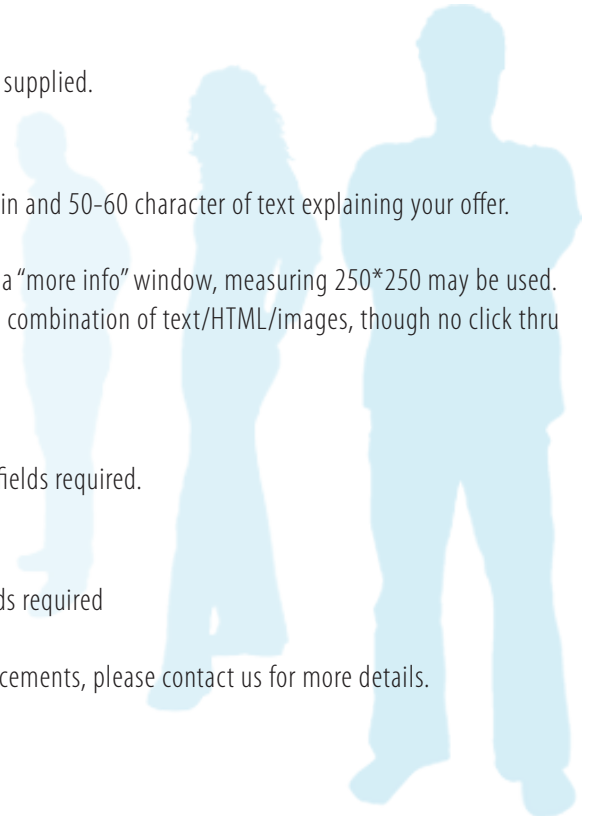 supplied.
in and 50-60 character of text explaining your offer.
a “more info” window, measuring 250*250 may be used.
combination of text/HTML/images, though no click thru
fields required.
ds required
cements, please contact us for more details.